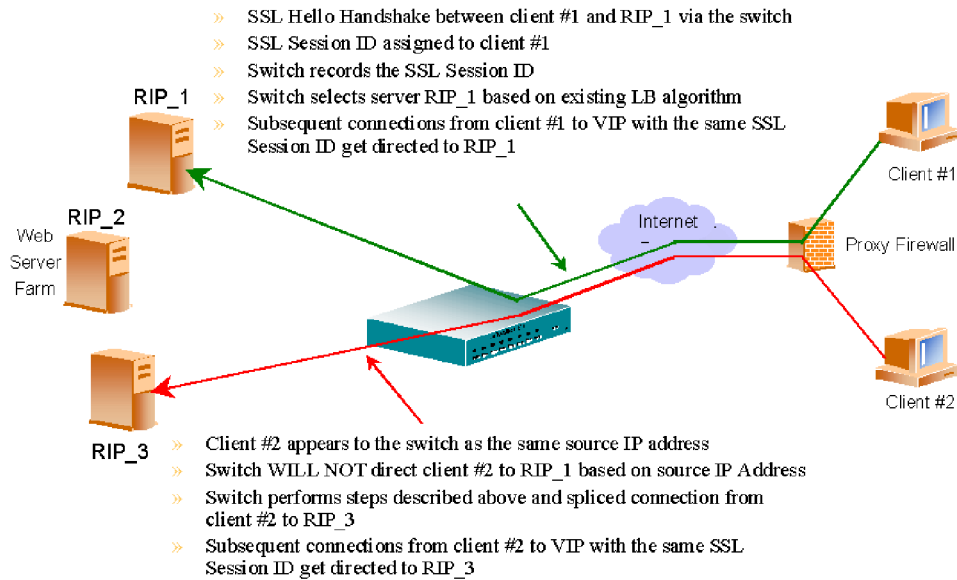 » SSL Hello Handshake between client #1 and RIP_1 via the switch
» SSL Session ID assigned to client #1
» Switch records the SSL Session ID
» Switch selects server RIP_1 based on existing LB algorithm
» Subsequent connections from client #1 to VIP with the same SSL
Session ID get directed to RIP_1
RIP_1
Client #1
RIP_2
Web
Server
Farm
Internet
Proxy Firewall
Client #2
RIP_3
» Client #2 appears to the switch as the same source IP address
» Switch WILL NOT direct client #2 to RIP_1 based on source IP Address
» Switch performs steps described above and spliced connection from
client #2 to RIP_3
» Subsequent connections from client #2 to VIP with the same SSL
Session ID get directed to RIP_3